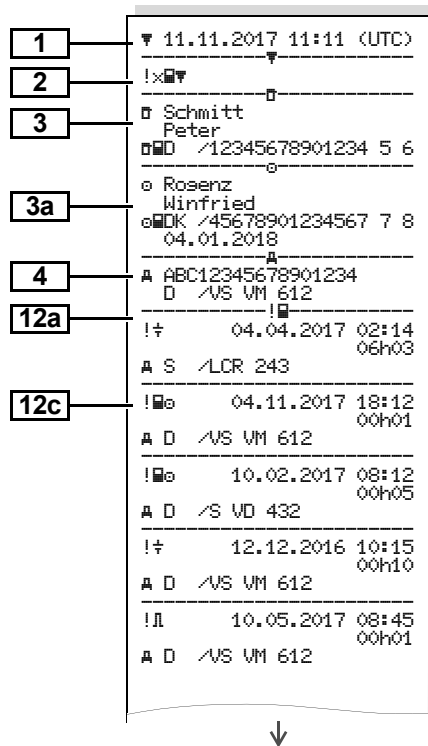 1
▼ 11.11.2017 11:11 (UTC)
2
!x▼
3
Schmitt
Peter
D /12345678901234 5 6
3a
Rogenz
Winfried
DK /45678901234567 7 8
04.01.2018
4
ABC12345678901234
D /VS VM 612
12a
!
! 04.04.2017 02:14
06h03
S /LCR 243
12c
! 04.11.2017 18:12
00h01
D /VS VM 612
! 10.02.2017 08:12
00h05
D /S VD 432
! 12.12.2016 10:15
00h10
D /VS VM 612
! 10.05.2017 08:45
00h01
D /VS VM 612